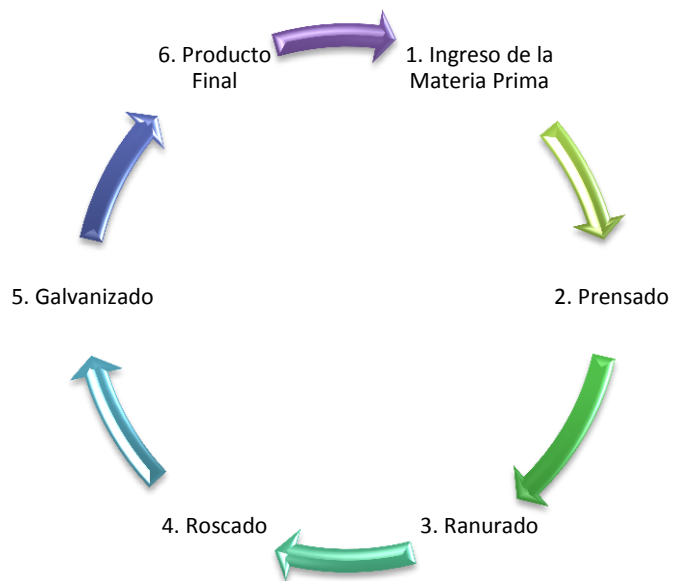 1. Ingreso de la
Materia Prima
2. Prensado
3. Ranurado
4. Roscado
5. Galvanizado
6. Producto
Final